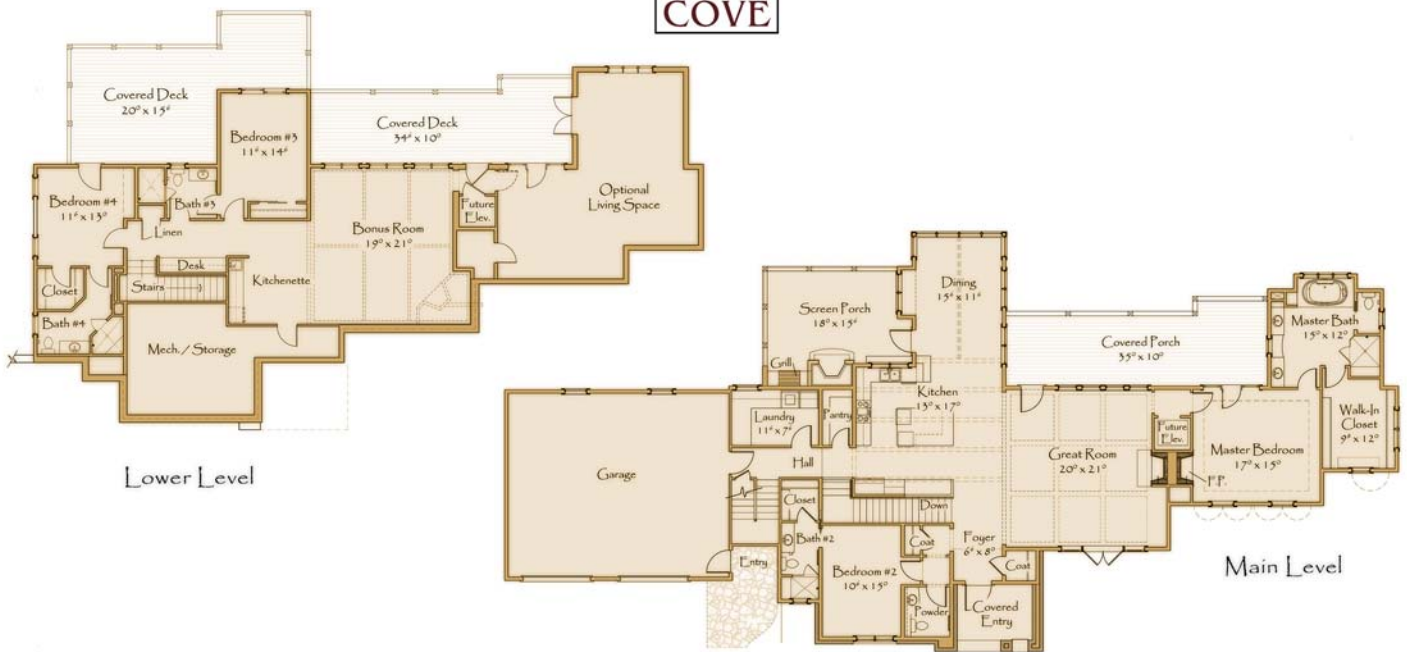 COVE
Covered Deck
20⁰ x 15⁶
Bedroom #3
11⁶ x 14⁶
Covered Deck
34⁶ x 10⁰
Bedroom #4
11⁶ x 13⁰
Bath #3
Linen
Desk
Stairs
Closet
Bath #4
Kitchenette
Bonus Room
19⁰ x 21⁰
Future
Elev.
Optional
Living Space
Mech. / Storage
Lower Level
Dining
15⁶ x 11⁶
Screen Porch
18⁰ x 15⁶
Grill
Covered Porch
35⁰ x 10⁰
Master Bath
15⁰ x 12⁰
Kitchen
13⁰ x 17⁰
Laundry
11⁶ x 7⁶
Pantry
Hall
Garage
Great Room
20⁰ x 21⁰
Future
Elev.
Master Bedroom
17⁰ x 15⁰
F.P.
Walk-In
Closet
9⁶ x 12⁰
Closet
Down
Bath #2
Coat
Foyer
6⁶ x 8⁰
Coat
Entry
Bedroom #2
10⁶ x 15⁰
Powder
Covered
Entry
Main Level